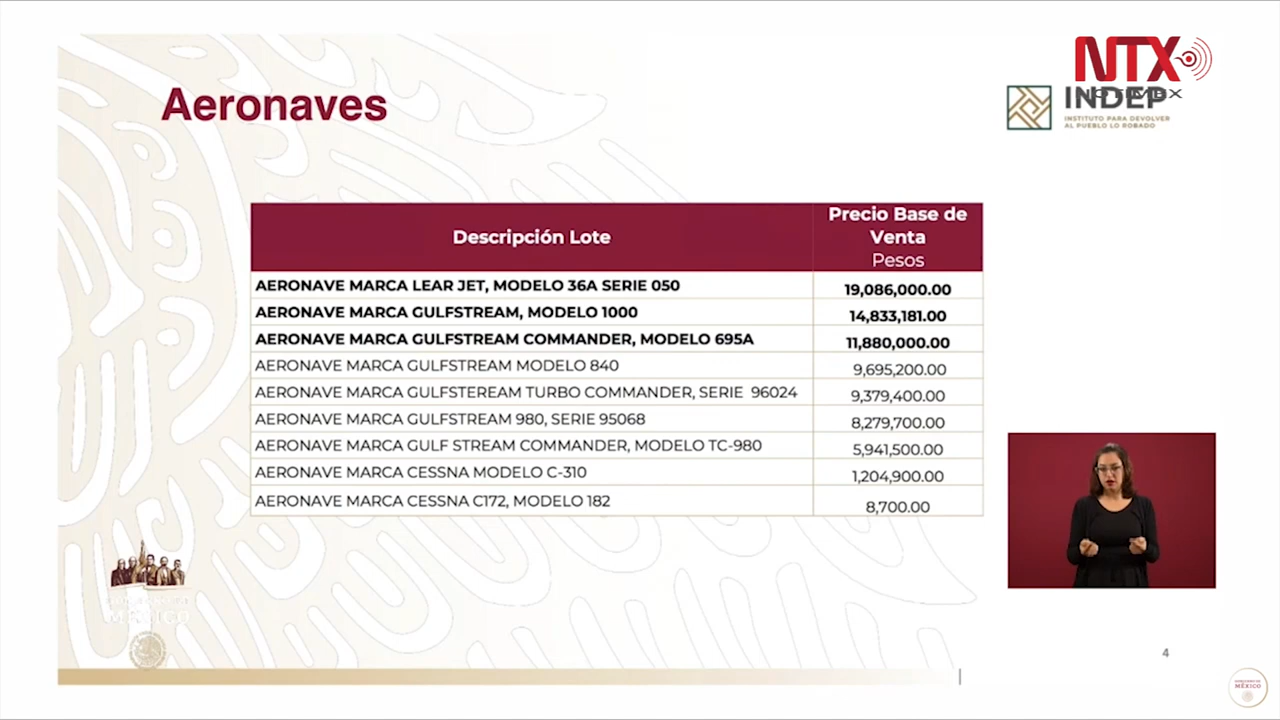 NTX
NOTIMEX
Aeronaves
INDEP
INSTITUTO PARA DEVOLVER
AL PUEBLO LO ROBADO
Descripción Lote
Precio Base de
Venta
Pesos
AERONAVE MARCA LEAR JET, MODELO 36A SERIE 050 19,086,000.00
AERONAVE MARCA GULFSTREAM, MODELO 1000 14,833,181.00
AERONAVE MARCA GULFSTREAM COMMANDER, MODELO 695A 11,880,000.00
AERONAVE MARCA GULFSTREAM MODELO 840 9,695,200.00
AERONAVE MARCA GULFSTEREAM TURBO COMMANDER, SERIE 96024 9,379,400.00
AERONAVE MARCA GULFSTREAM 980, SERIE 95068 8,279,700.00
AERONAVE MARCA GULF STREAM COMMANDER, MODELO TC-980 5,941,500.00
AERONAVE MARCA CESSNA MODELO C-310 1,204,900.00
AERONAVE MARCA CESSNA C172, MODELO 182 8,700.00
MÉXICO
4
GOBIERNO DE
MÉXICO